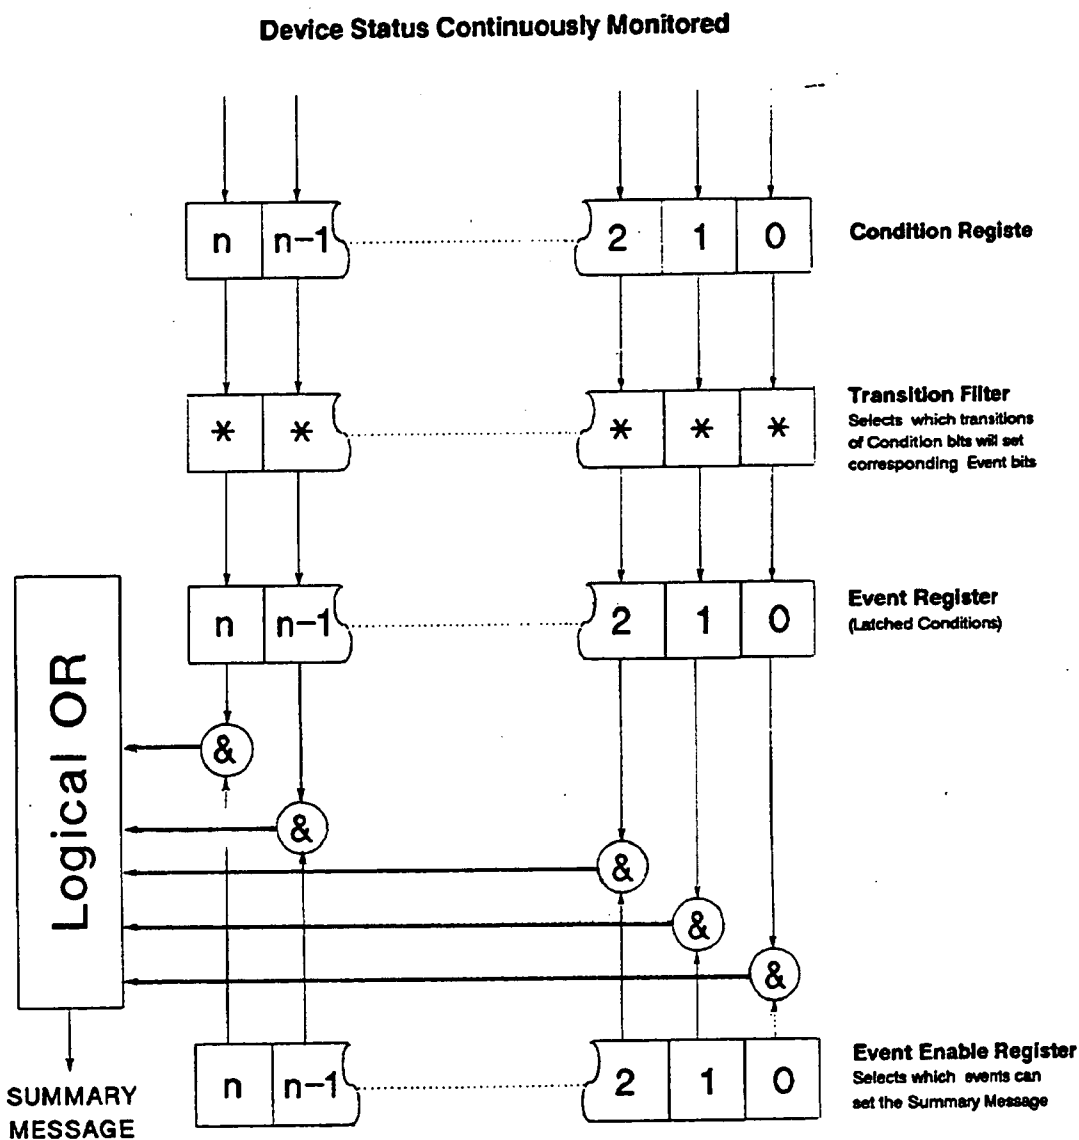 Device Status Continuously Monitored
n n-1 2 1 0
Condition Registe
* * * * *
Transition Filter
Selects which transitions
of Condition bits will set
corresponding Event bits
n n-1 2 1 0
Event Register
(Latched Conditions)
Logical OR
&
&
&
&
&
n n-1 2 1 0
Event Enable Register
Selects which events can
set the Summary Message
SUMMARY
MESSAGE